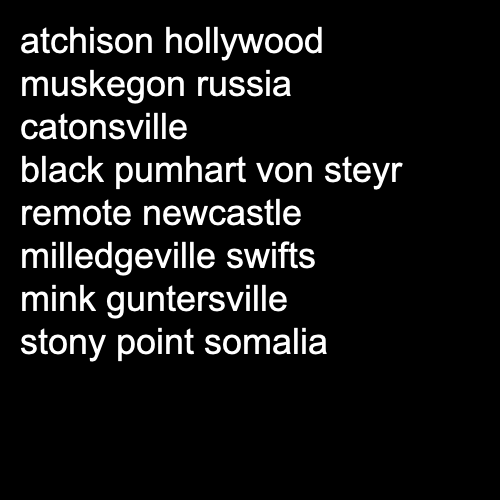 atchison hollywood
muskegon russia
catonsville
black pumhart von steyr
remote newcastle
milledgeville swifts
mink guntersville
stony point somalia